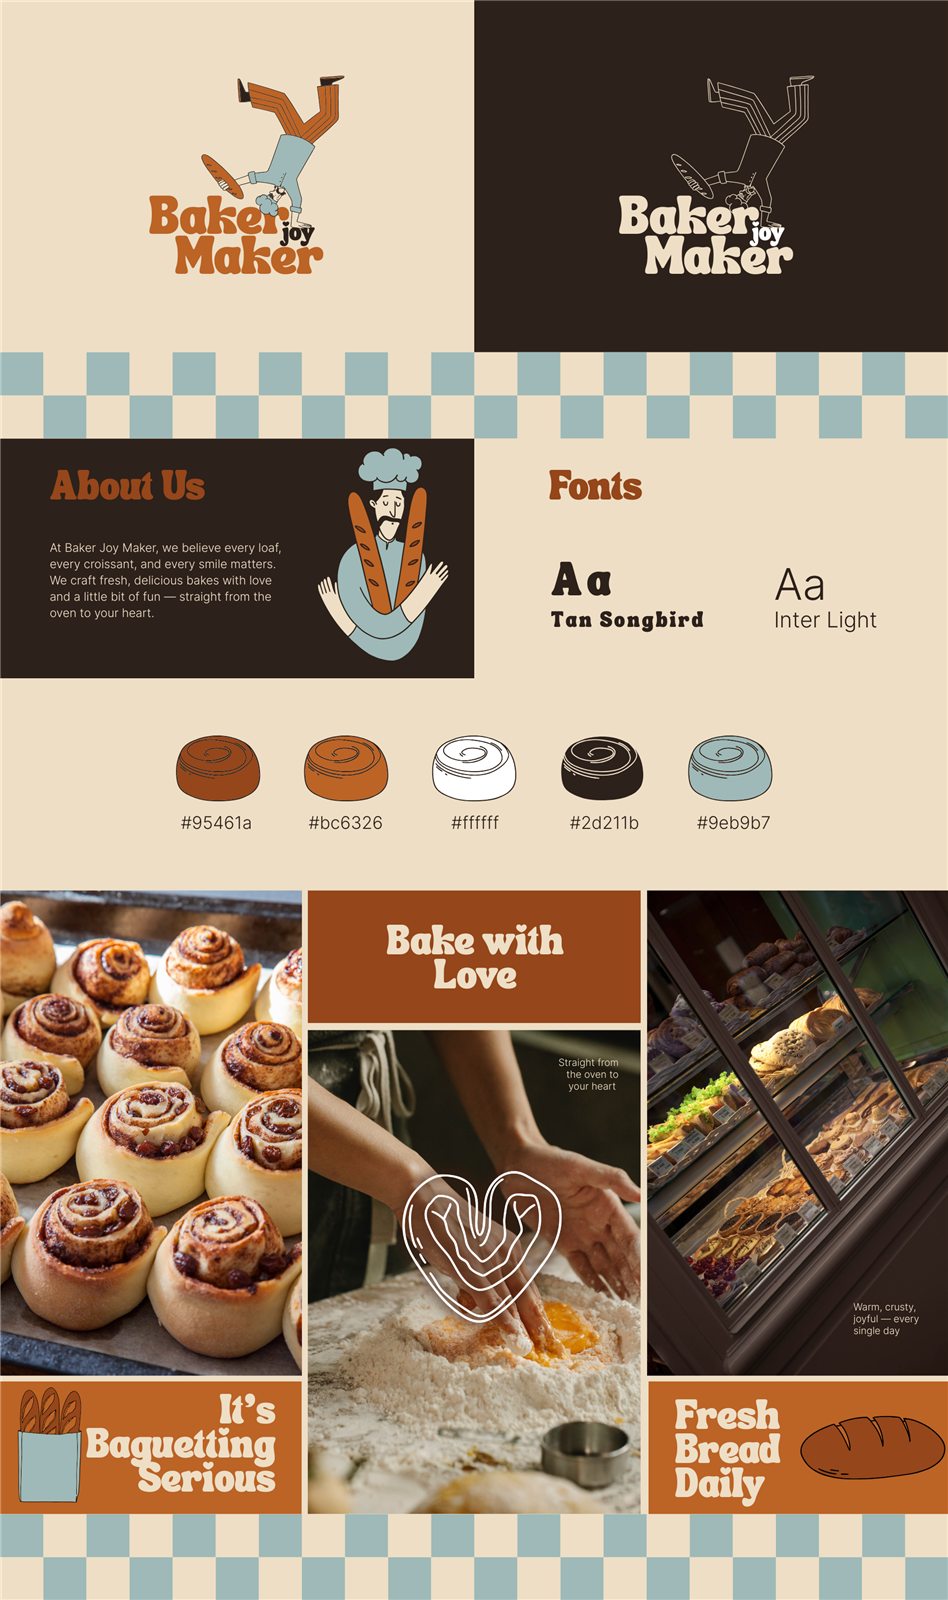 Baker
joy
Maker
Baker
joy
Maker
About Us
At Baker Joy Maker, we believe every loaf,
every croissant, and every smile matters.
We craft fresh, delicious bakes with love
and a little bit of fun — straight from the
oven to your heart.
Fonts
Aa
Tan Songbird
Aa
Inter Light
#95461a
#bc6326
#ffffff
#2d211b
#9eb9b7
Bake with
Love
Straight from
the oven to
your heart
Warm, crusty,
joyful — every
single day
It's
Baguetting
Serious
Fresh
Bread
Daily